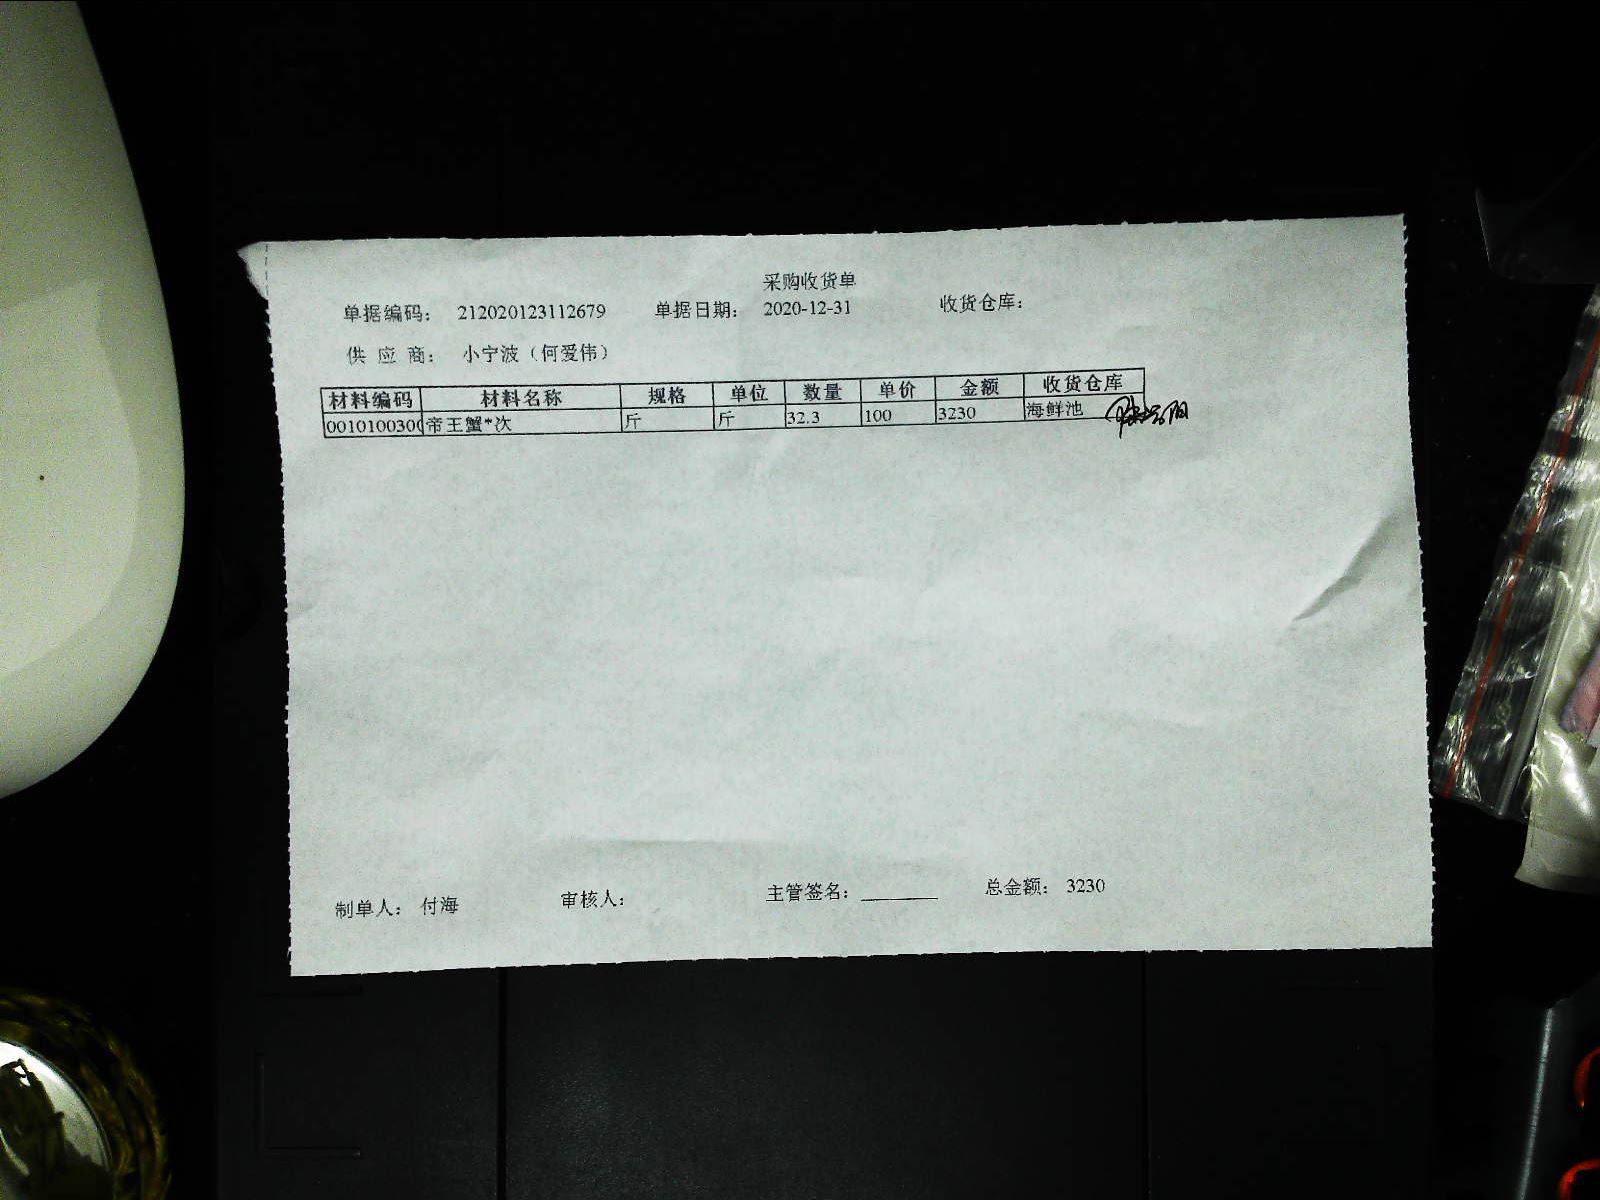 采购收货单
单据编码： 212020123112679 单据日期： 2020-12-31 收货仓库：
供 应 商： 小宁波（何爱伟）
材料编码 材料名称 规格 单位 数量 单价 金额 收货仓库
0010100300 帝王蟹*次 斤 斤 32.3 100 3230 海鲜池
制单人： 付海 审核人： 主管签名： 总金额： 3230